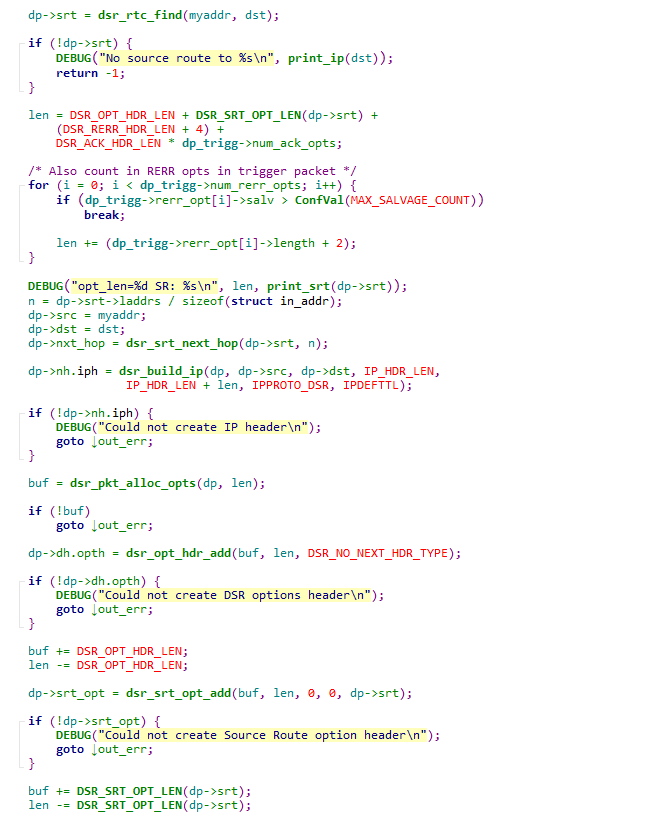 dp->srt = dsr_rtc_find(myaddr, dst);
if (!dp->srt) {
DEBUG("No source route to %s\n", print_ip(dst));
return -1;
}
len = DSR_OPT_HDR_LEN + DSR_SRT_OPT_LEN(dp->srt) +
(DSR_RERR_HDR_LEN + 4) +
DSR_ACK_HDR_LEN * dp_trigg->num_ack_opts;
/* Also count in RERR opts in trigger packet */
for (i = 0; i < dp_trigg->num_rerr_opts; i++) {
if (dp_trigg->rerr_opt[i]->salv > ConfVal(MAX_SALVAGE_COUNT))
break;
len += (dp_trigg->rerr_opt[i]->length + 2);
}
DEBUG("opt_len=%d SR: %s\n", len, print_srt(dp->srt));
n = dp->srt->laddrs / sizeof(struct in_addr);
dp->src = myaddr;
dp->dst = dst;
dp->nxt_hop = dsr_srt_next_hop(dp->srt, n);
dp->nh.iph = dsr_build_ip(dp, dp->src, dp->dst, IP_HDR_LEN,
IP_HDR_LEN + len, IPPROTO_DSR, IPDEFTTL);
if (!dp->nh.iph) {
DEBUG("Could not create IP header\n");
goto ↓out_err;
}
buf = dsr_pkt_alloc_opts(dp, len);
if (!buf)
goto ↓out_err;
dp->dh.opth = dsr_opt_hdr_add(buf, len, DSR_NO_NEXT_HDR_TYPE);
if (!dp->dh.opth) {
DEBUG("Could not create DSR options header\n");
goto ↓out_err;
}
buf += DSR_OPT_HDR_LEN;
len -= DSR_OPT_HDR_LEN;
dp->srt_opt = dsr_srt_opt_add(buf, len, 0, 0, dp->srt);
if (!dp->srt_opt) {
DEBUG("Could not create Source Route option header\n");
goto ↓out_err;
}
buf += DSR_SRT_OPT_LEN(dp->srt);
len -= DSR_SRT_OPT_LEN(dp->srt);